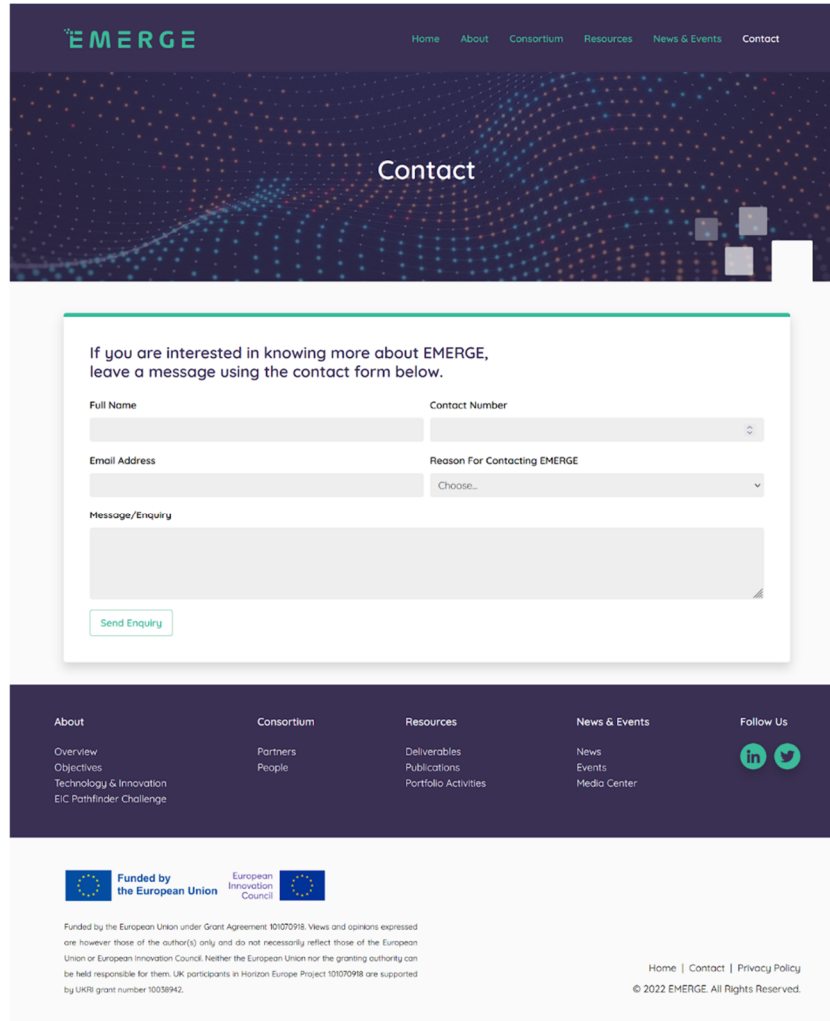 EMERGE
Home About Consortium Resources News & Events Contact
Contact
If you are interested in knowing more about EMERGE,
leave a message using the contact form below.
Full Name Contact Number
Email Address Reason For Contacting EMERGE
Choose...
Message/Enquiry
Send Enquiry
About Consortium Resources News & Events Follow Us
Overview Partners Deliverables News
Objectives People Publications Events
Technology & Innovation Portfolio Activities Media Center
EIC Pathfinder Challenge
in
Funded by
the European Union
European
Innovation
Council
Funded by the European Union under Grant Agreement 101070918. Views and opinions expressed
are however those of the author(s) only and do not necessarily reflect those of the European
Union or European Innovation Council. Neither the European Union nor the granting authority can
be held responsible for them. UK participants in Horizon Europe Project 101070918 are supported
by UKRI grant number 10038942.
Home | Contact | Privacy Policy
© 2022 EMERGE. All Rights Reserved.